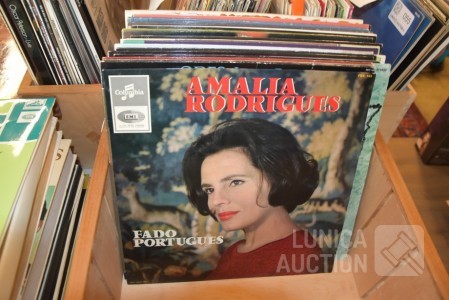 Columbia
EMI
AMALIA
RODRIGUES
FADO
PORTUGUES
LUNICA
AUCTION